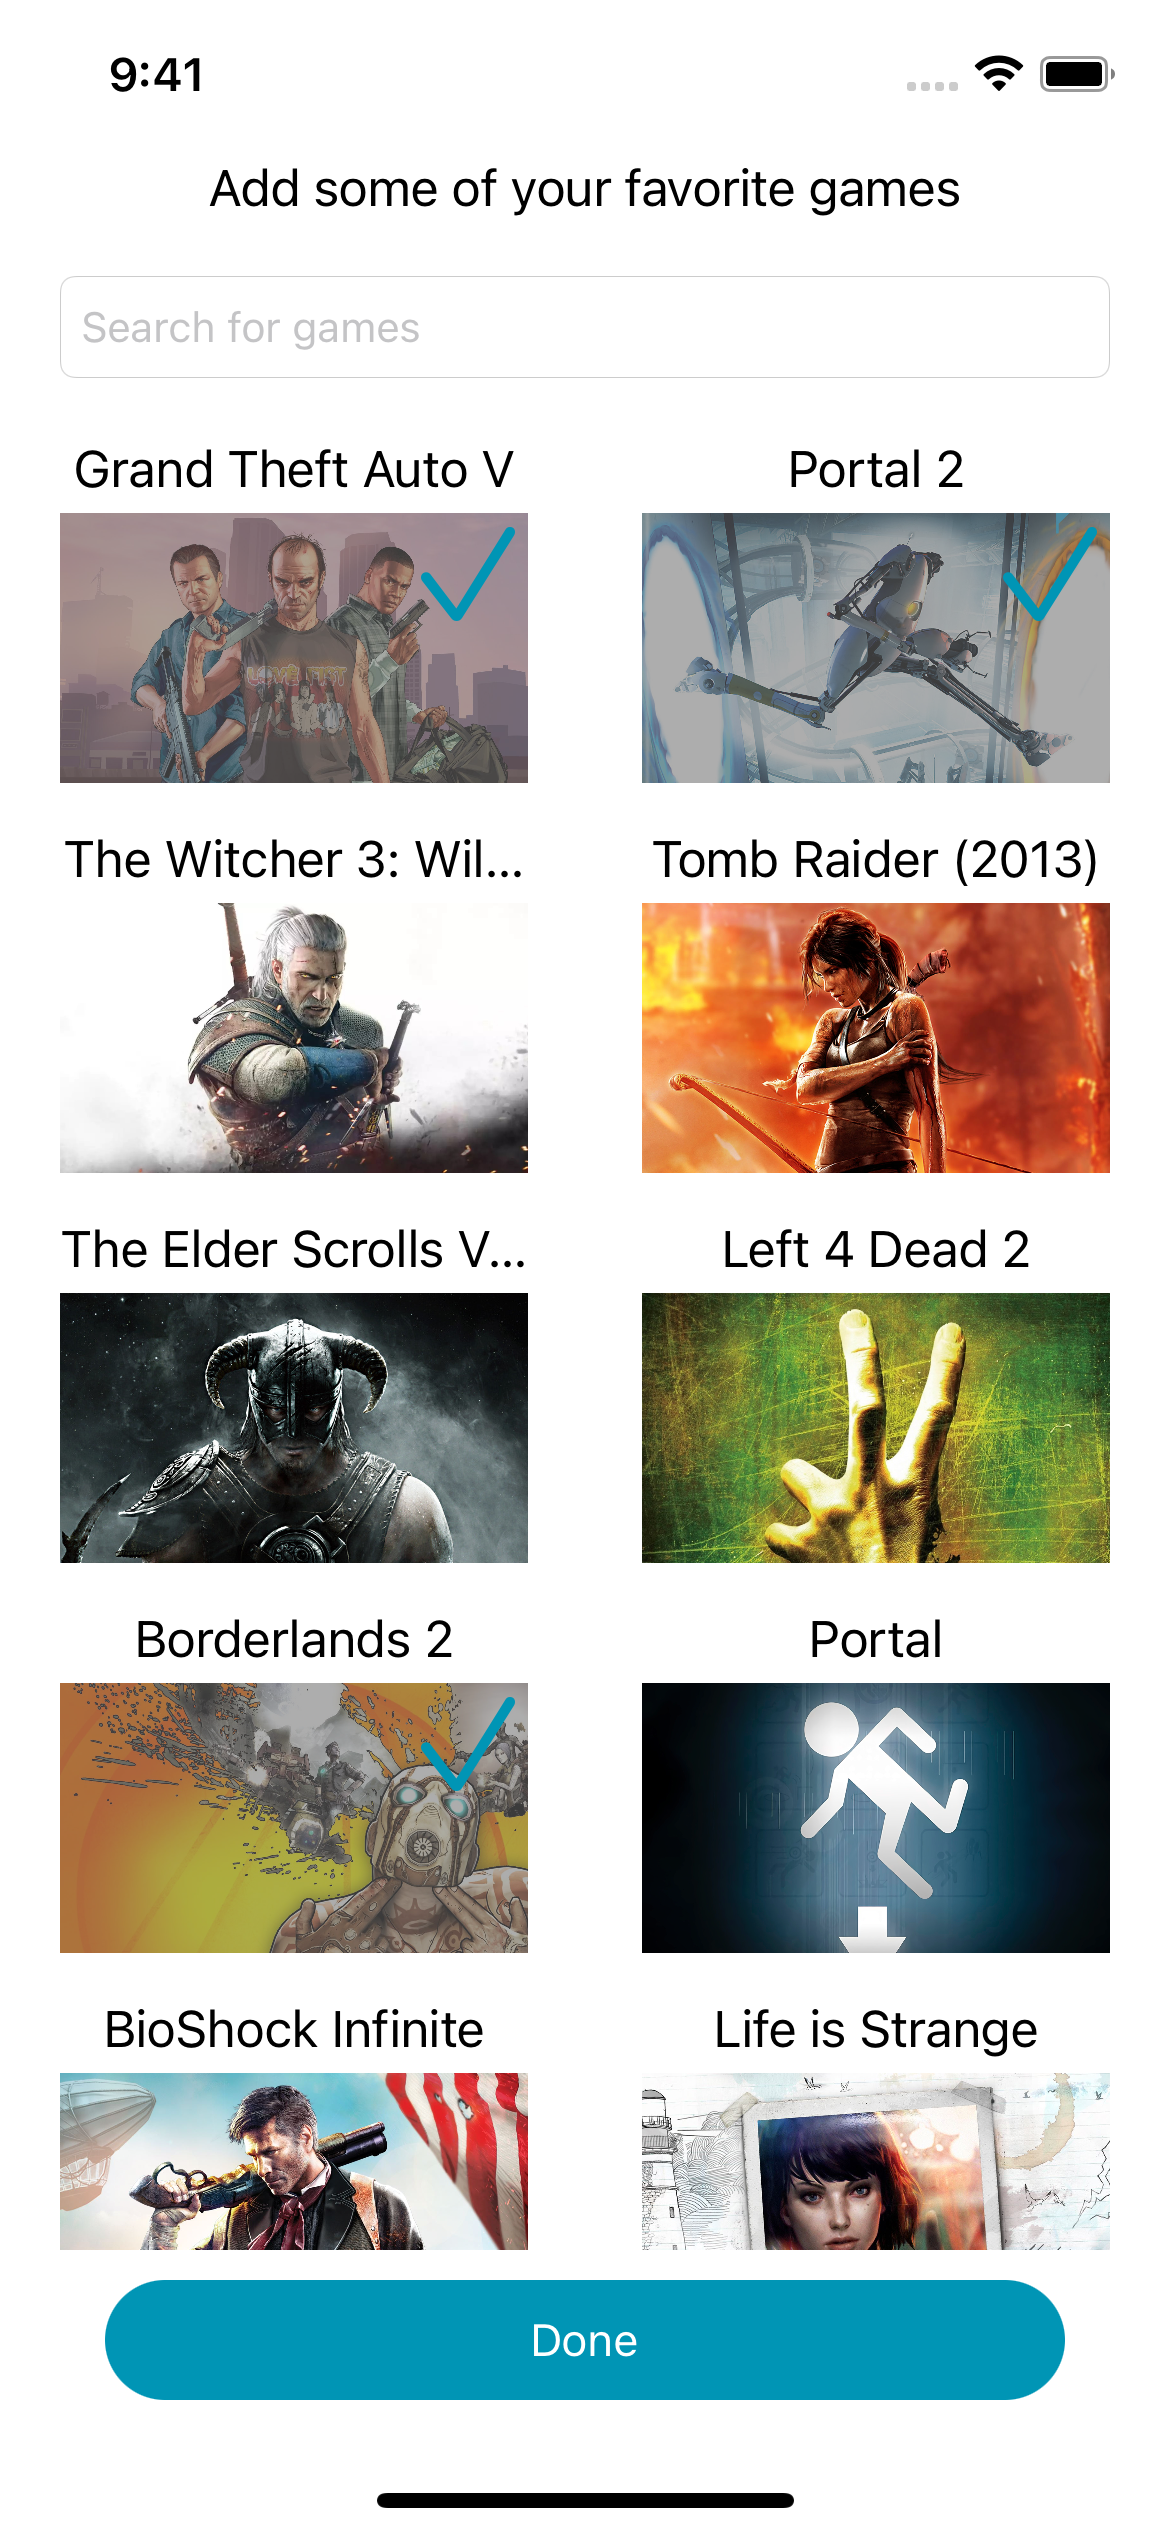 9:41
Add some of your favorite games
Search for games
Grand Theft Auto V
Portal 2
LOVE FIST
The Witcher 3: Wil...
Tomb Raider (2013)
The Elder Scrolls V...
Left 4 Dead 2
Borderlands 2
Portal
BioShock Infinite
Life is Strange
Done